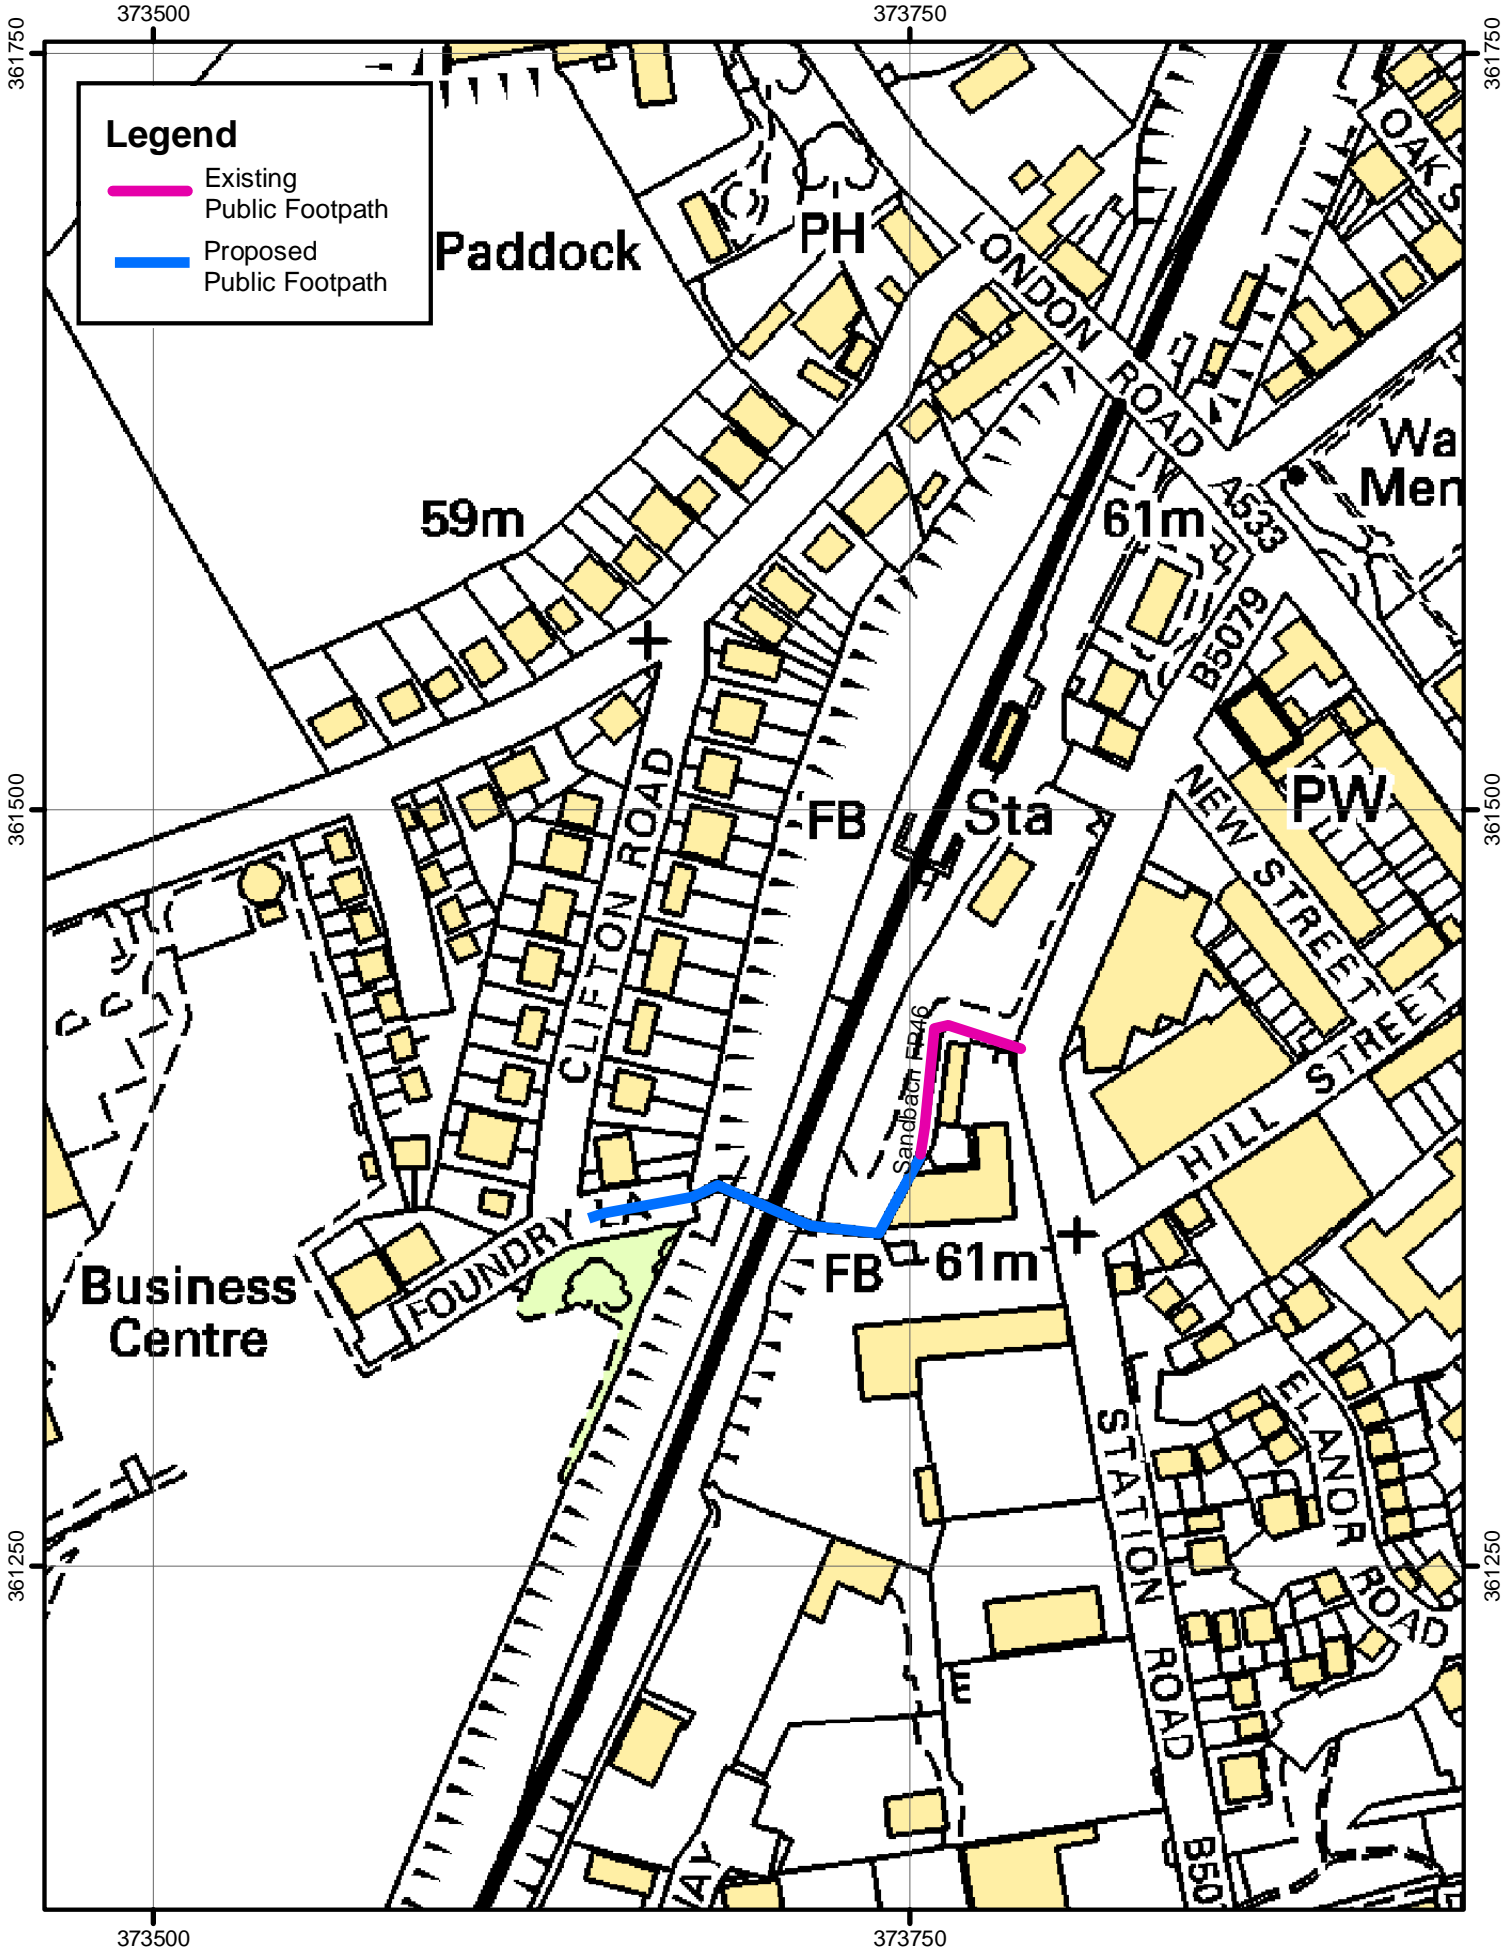 373500
373750
361750
361750
Legend
Existing
Public Footpath
Proposed
Public Footpath
Paddock
PH
OAK S
LONDON ROAD
Wa
Mem
59m
61m
A533
B5079
CLIFTON ROAD
FB
Sta
PW
NEW STREET
361500
361500
Sandbach FP46
HILL STREET
FOUNDRY LA
FB
61m
Business
Centre
STATION ROAD
ELANOR ROAD
361250
361250
E
B50
373500
373750